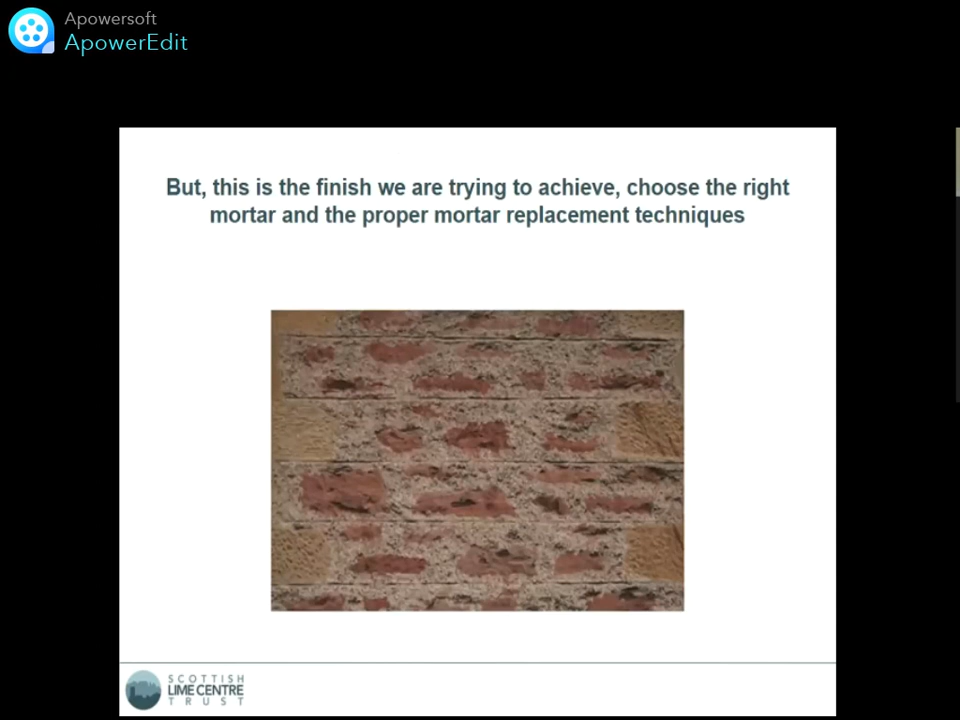 Apowersoft
ApowerEdit
But, this is the finish we are trying to achieve, choose the right
mortar and the proper mortar replacement techniques
SCOTTISH
LIME CENTRE
TRUST